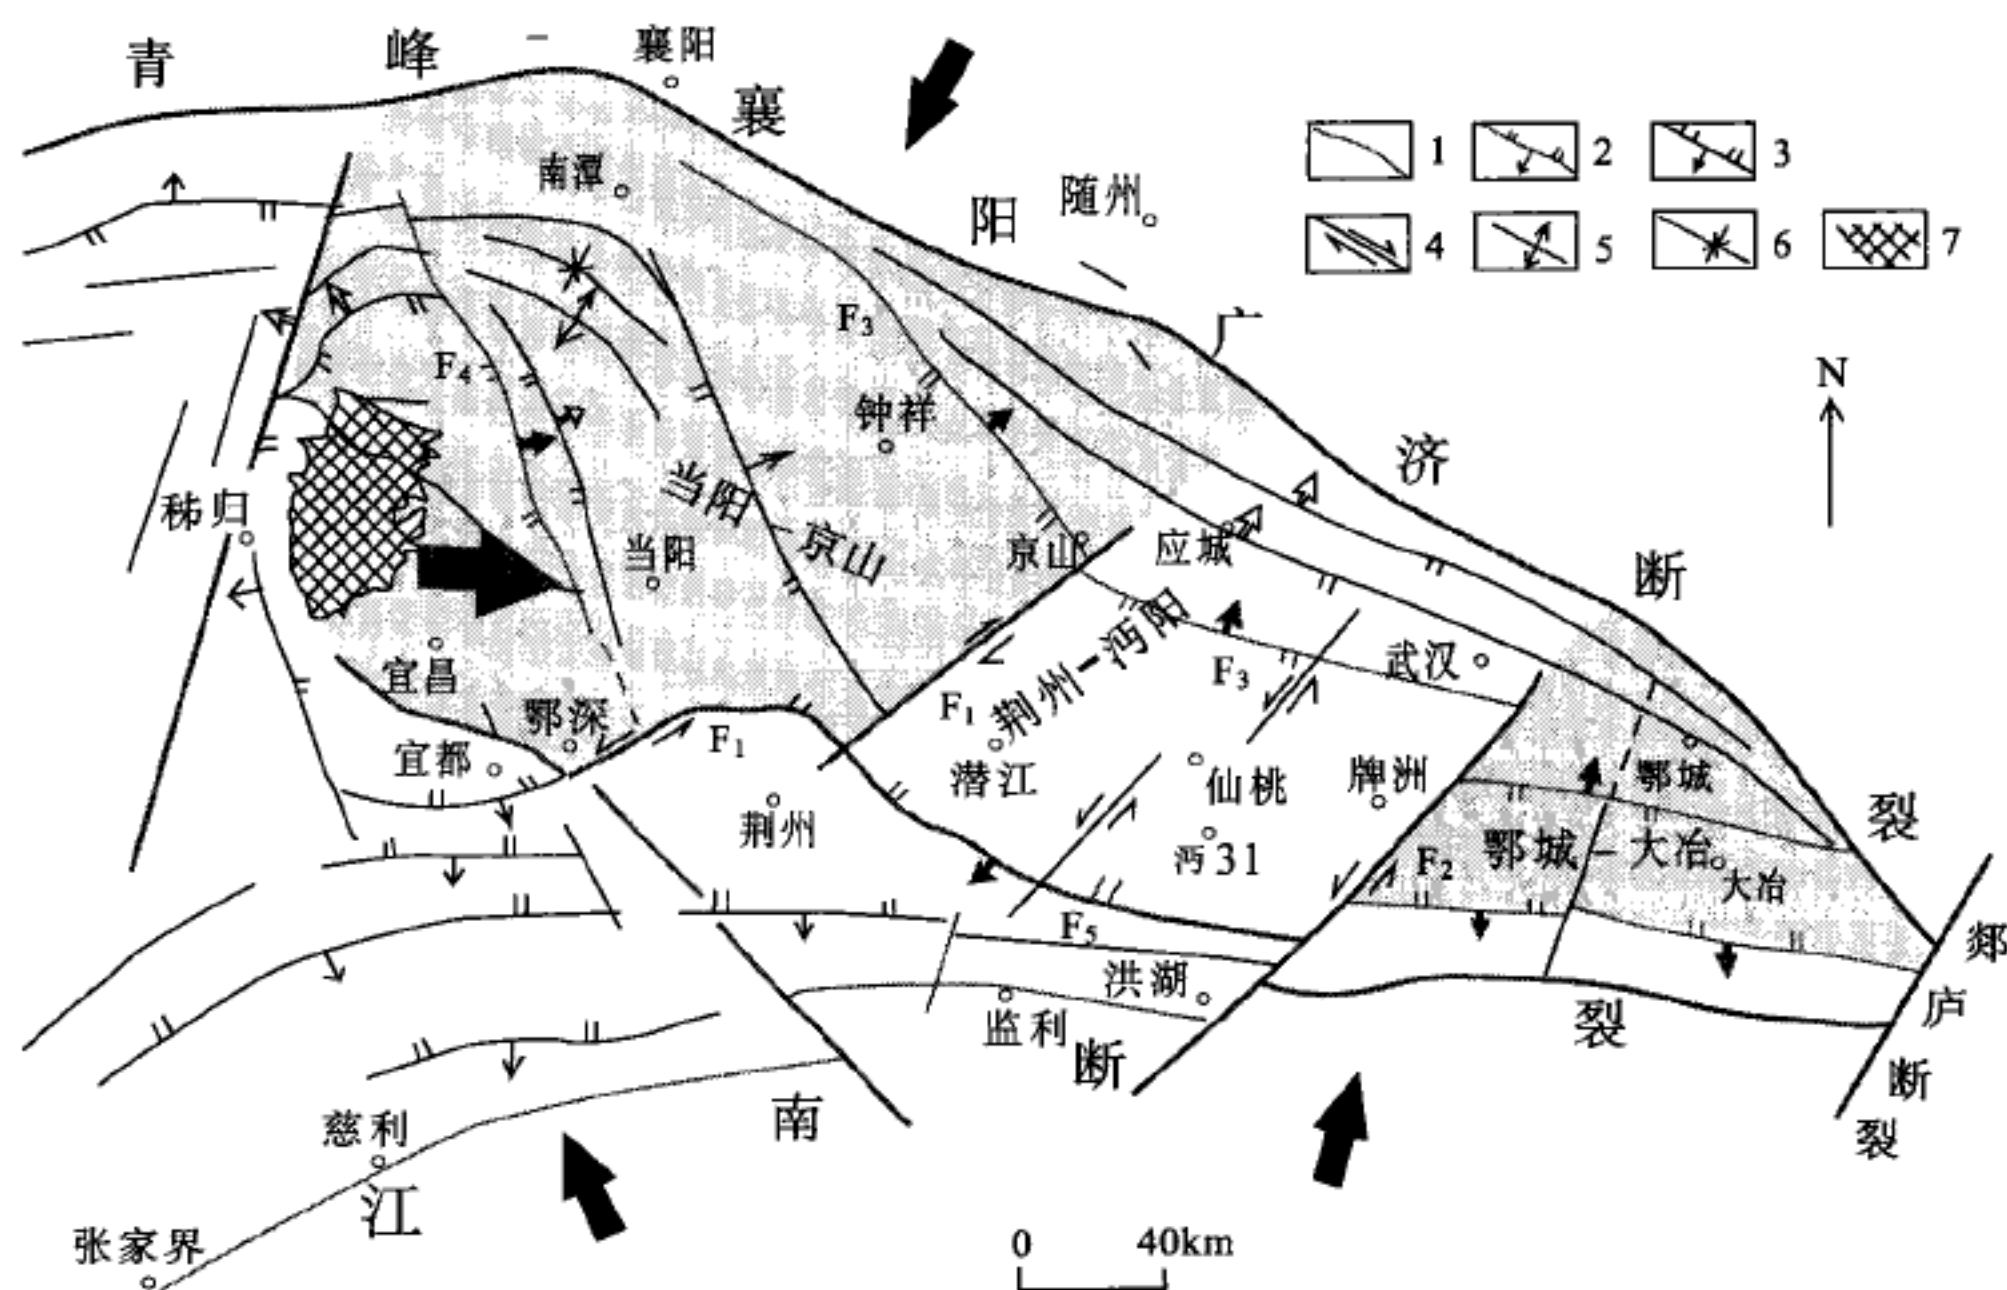 青峰-襄阳广济断裂
襄阳
南漳
随州
1
2
3
4
5
6
7
N
F3
F4
钟祥
秭归
当阳-京山
当阳
京山
应城
宜昌
鄂深
宜都
F1
F1
荆州-沔阳
潜江
F3
武汉
仙桃
牌洲
沔31
荆州
鄂城
鄂城-大冶
大冶
F2
F5
洪湖
监利
江南断裂
郯庐断裂
慈利
张家界
0 40km